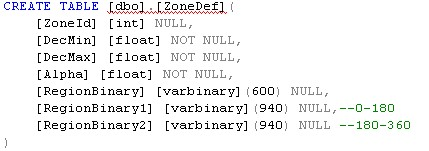 CREATE TABLE [dbo].[ZoneDef](
[ZoneId] [int] NULL,
[DecMin] [float] NOT NULL,
[DecMax] [float] NOT NULL,
[Alpha] [float] NOT NULL,
[RegionBinary] [varbinary](600) NULL,
[RegionBinary1] [varbinary](940) NULL,--0-180
[RegionBinary2] [varbinary](940) NULL --180-360
)